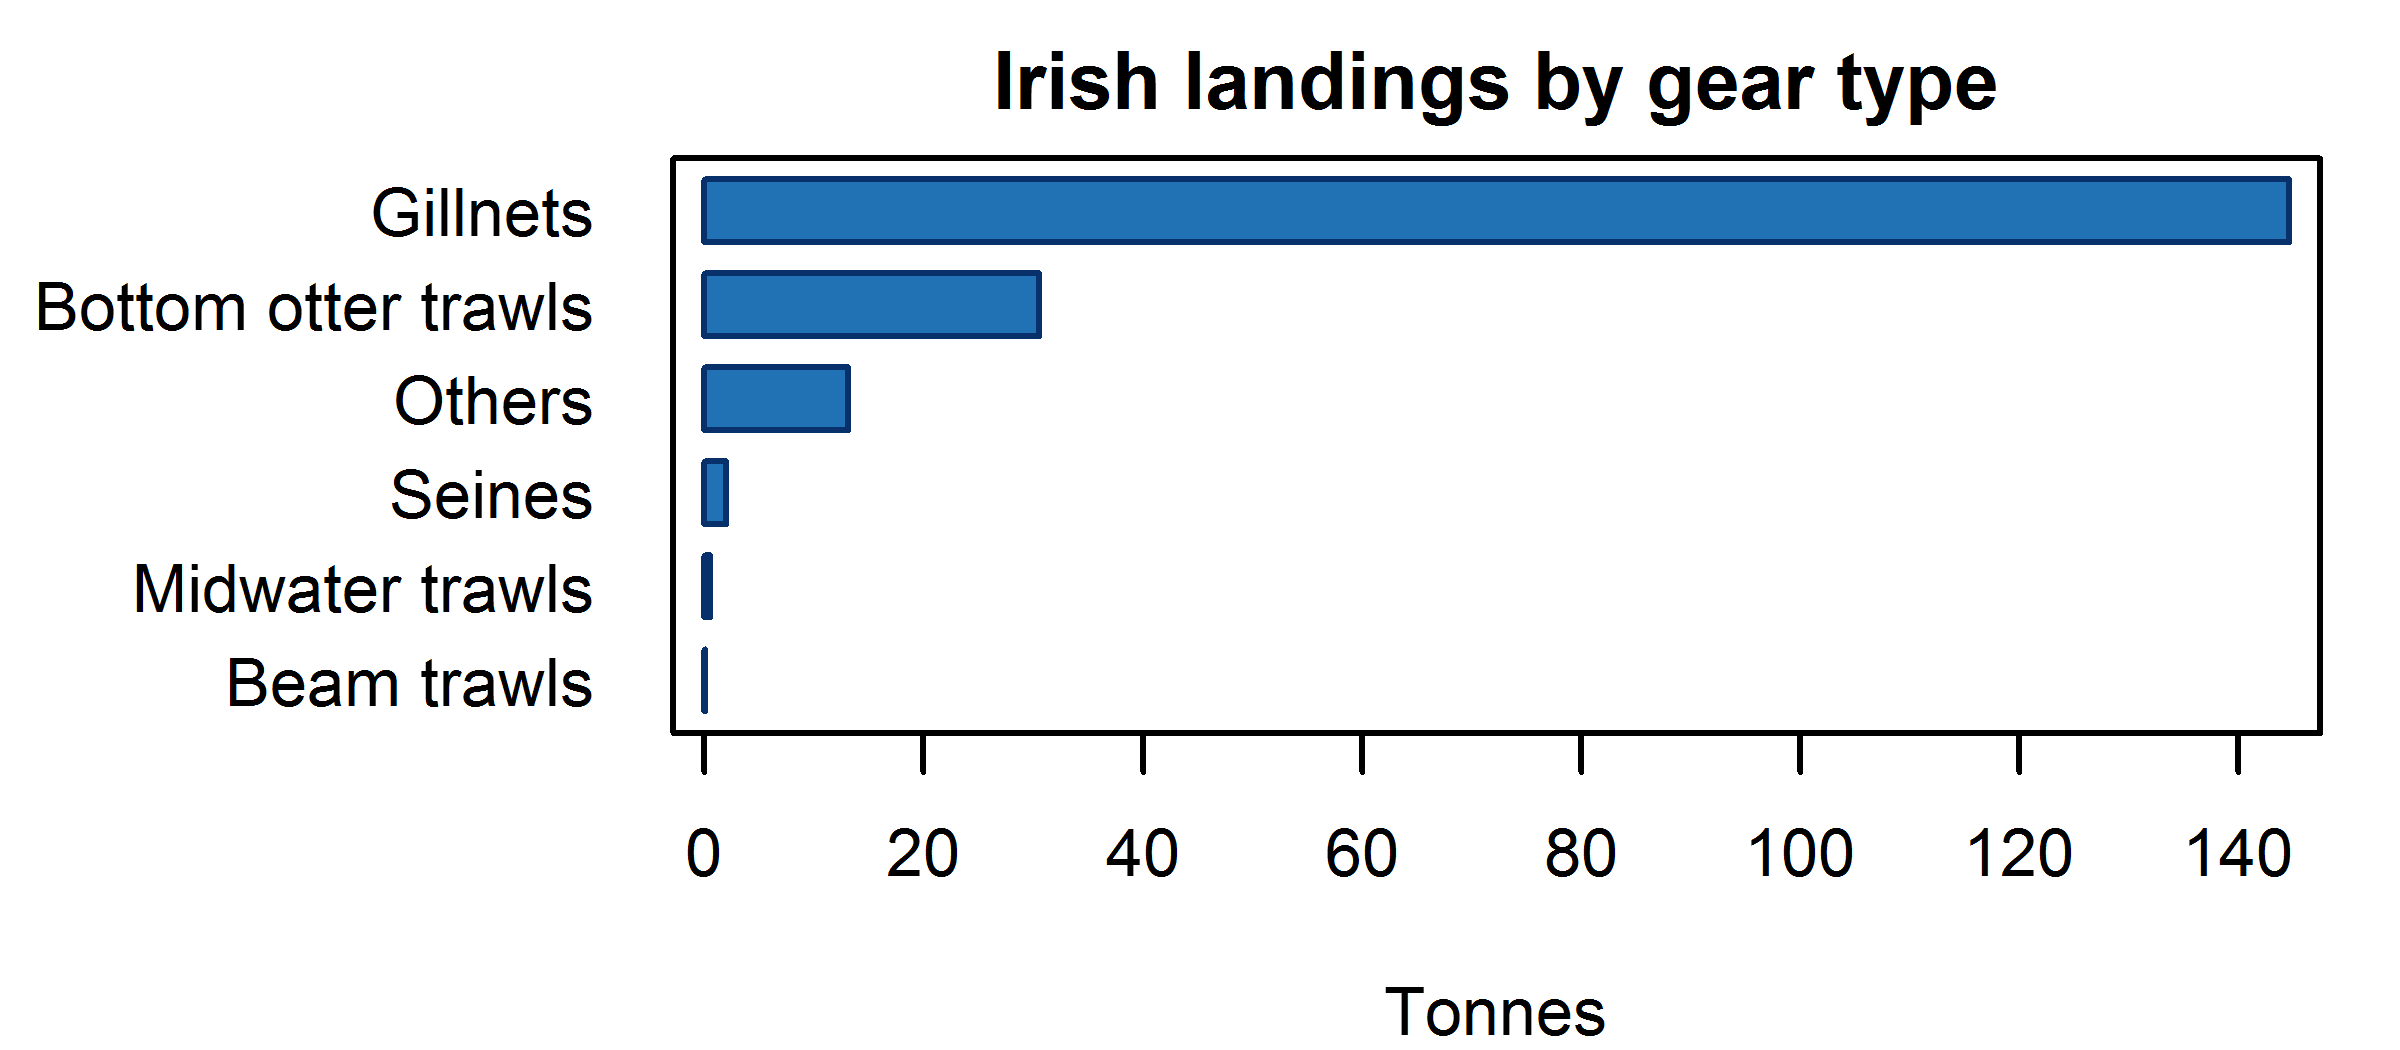 Irish landings by gear type
Gillnets
Bottom otter trawls
Others
Seines
Midwater trawls
Beam trawls
0 20 40 60 80 100 120 140
Tonnes